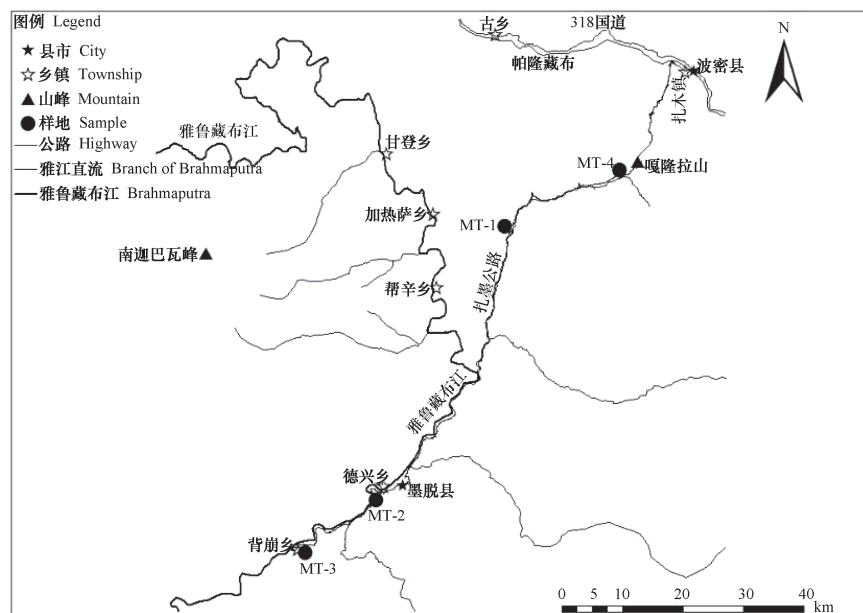 图例 Legend
县市 City
乡镇 Township
山峰 Mountain
样地 Sample
公路 Highway
雅江直流 Branch of Brahmaputra
雅鲁藏布江 Brahmaputra
古乡
318国道
帕隆藏布
波密县
扎木镇
N
雅鲁藏布江
甘登乡
MT-4
嘎隆拉山
加热萨乡
MT-1
南迦巴瓦峰
扎墨公路
帮辛乡
雅鲁藏布江
德兴乡
墨脱县
MT-2
背崩乡
MT-3
0 5 10 20 30 40
km